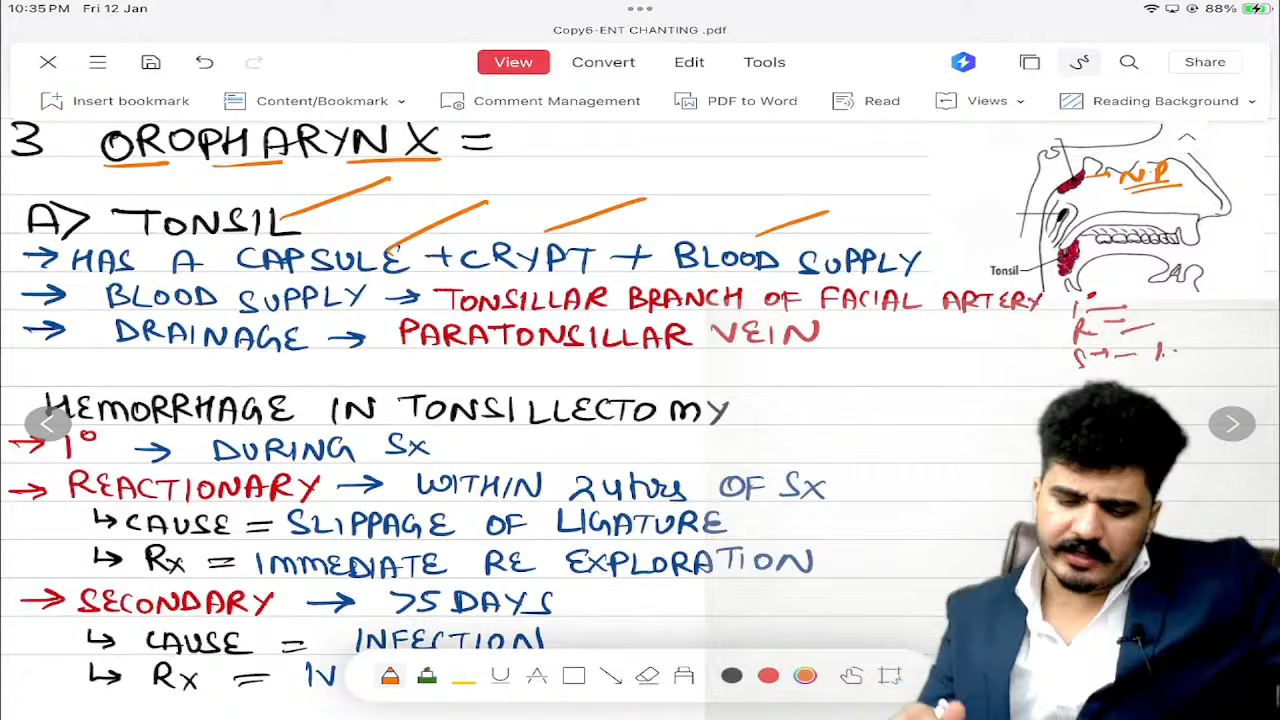 10:35 PM Fri 12 Jan
88%
Copy6-ENT CHANTING .pdf
View Convert Edit Tools Share
Insert bookmark Content/Bookmark Comment Management PDF to Word Read Views Reading Background
3 OROPHARYNX =
N.P
A> TONSIL
→ HAS A CAPSULE + CRYPT + BLOOD SUPPLY
Tonsil
→ BLOOD SUPPLY → TONSILLAR BRANCH OF FACIAL ARTERY
→ DRAINAGE → PARATONSILLAR VEIN
1°
R
S →
HEMORRHAGE IN TONSILLECTOMY
→ 1° → DURING SX
→ REACTIONARY → WITHIN 24hrs OF SX
↳ CAUSE = SLIPPAGE OF LIGATURE
↳ Rx = IMMEDIATE RE EXPLORATION
→ SECONDARY → >5 DAYS
↳ CAUSE = INFECTION
↳ Rx = IV